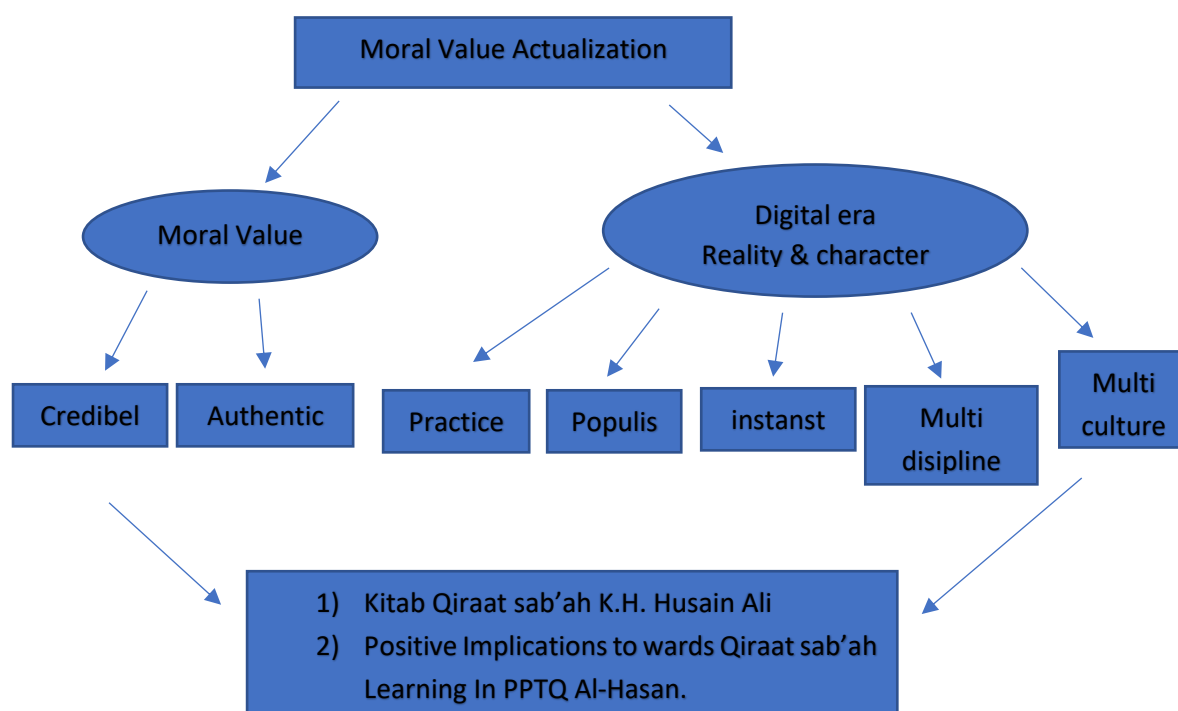 Moral Value Actualization
Moral Value
Digital era
Reality & character
Credibel
Authentic
Practice
Populis
instanst
Multi
disipline
Multi
culture
1) Kitab Qiraat sab’ah K.H. Husain Ali
2) Positive Implications to wards Qiraat sab’ah
Learning In PPTQ Al-Hasan.